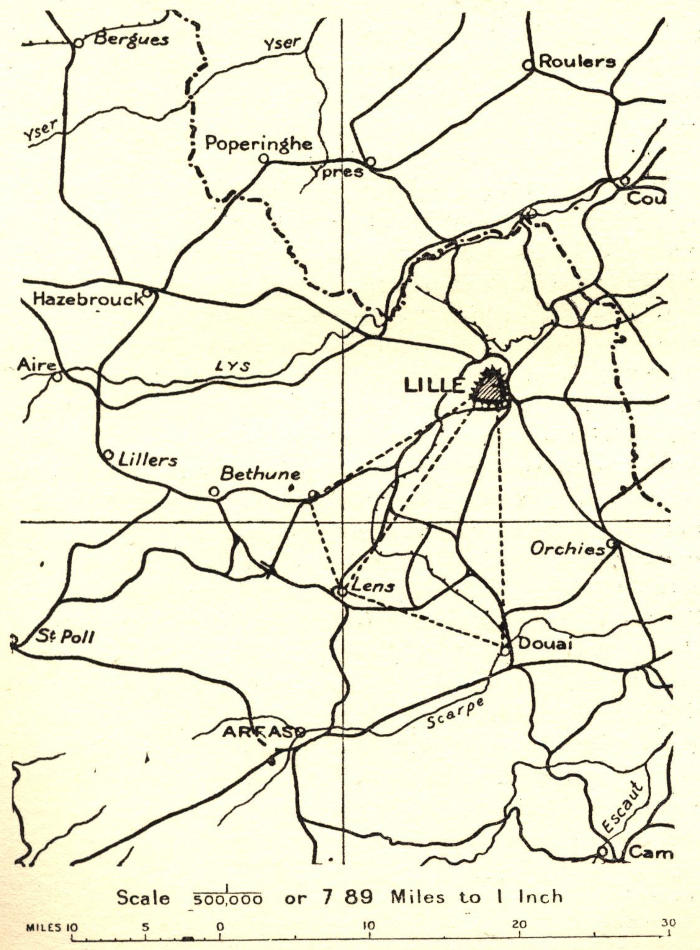 Bergues
Yser
Roulers
Yser
Poperinghe
Ypres
Cou
Hazebrouck
Aire
LYS
LILLE
Lillers
Bethune
Orchies
Lens
St Poll
Douai
Scarpe
ARFAS
Escaut
Cam
Scale 1/500,000 or 7 89 Miles to 1 Inch
MILES 10 5 0 10 20 30